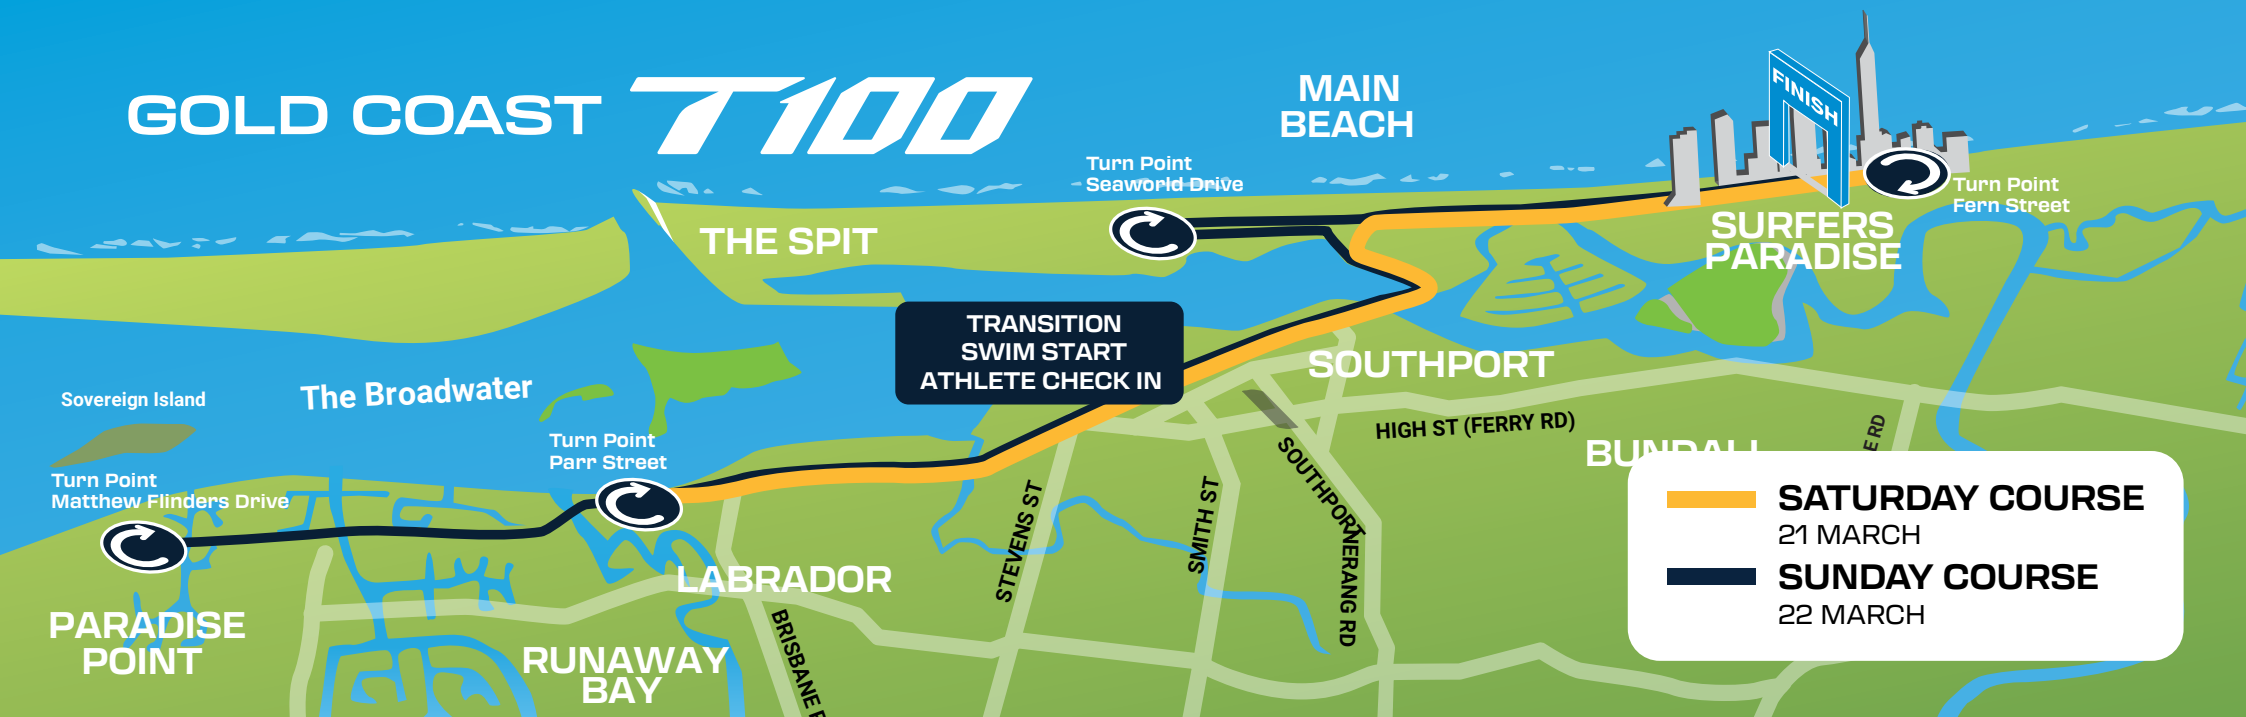 GOLD COAST T100
MAIN
BEACH
FINISH
Turn Point
Seaworld Drive
Turn Point
Fern Street
THE SPIT
SURFERS
PARADISE
TRANSITION
SWIM START
ATHLETE CHECK IN
SOUTHPORT
The Broadwater
Sovereign Island
Turn Point
Parr Street
Turn Point
Matthew Flinders Drive
HIGH ST (FERRY RD)
SOUTHPORT
NERANG RD
SMITH ST
STEVENS ST
E RD
LABRADOR
BRISBANE
PARADISE
POINT
RUNAWAY
BAY
SATURDAY COURSE
21 MARCH
SUNDAY COURSE
22 MARCH